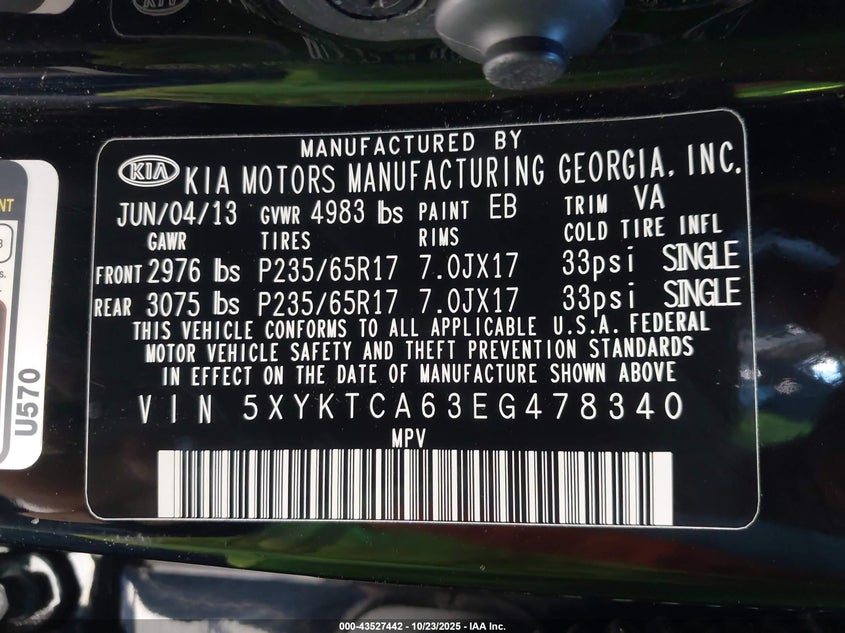 MANUFACTURED BY
KIA KIA MOTORS MANUFACTURING GEORGIA, INC.
JUN/04/13 GVWR 4983 lbs PAINT EB TRIM VA
GAWR TIRES RIMS COLD TIRE INFL
FRONT 2976 lbs P235/65R17 7.0JX17 33psi SINGLE
REAR 3075 lbs P235/65R17 7.0JX17 33psi SINGLE
THIS VEHICLE CONFORMS TO ALL APPLICABLE U.S.A. FEDERAL
MOTOR VEHICLE SAFETY AND THEFT PREVENTION STANDARDS
IN EFFECT ON THE DATE OF MANUFACTURE SHOWN ABOVE
VIN 5XYKTCA63EG478340
MPV
U570
000-43527442 - 10/23/2025 - IAA Inc.